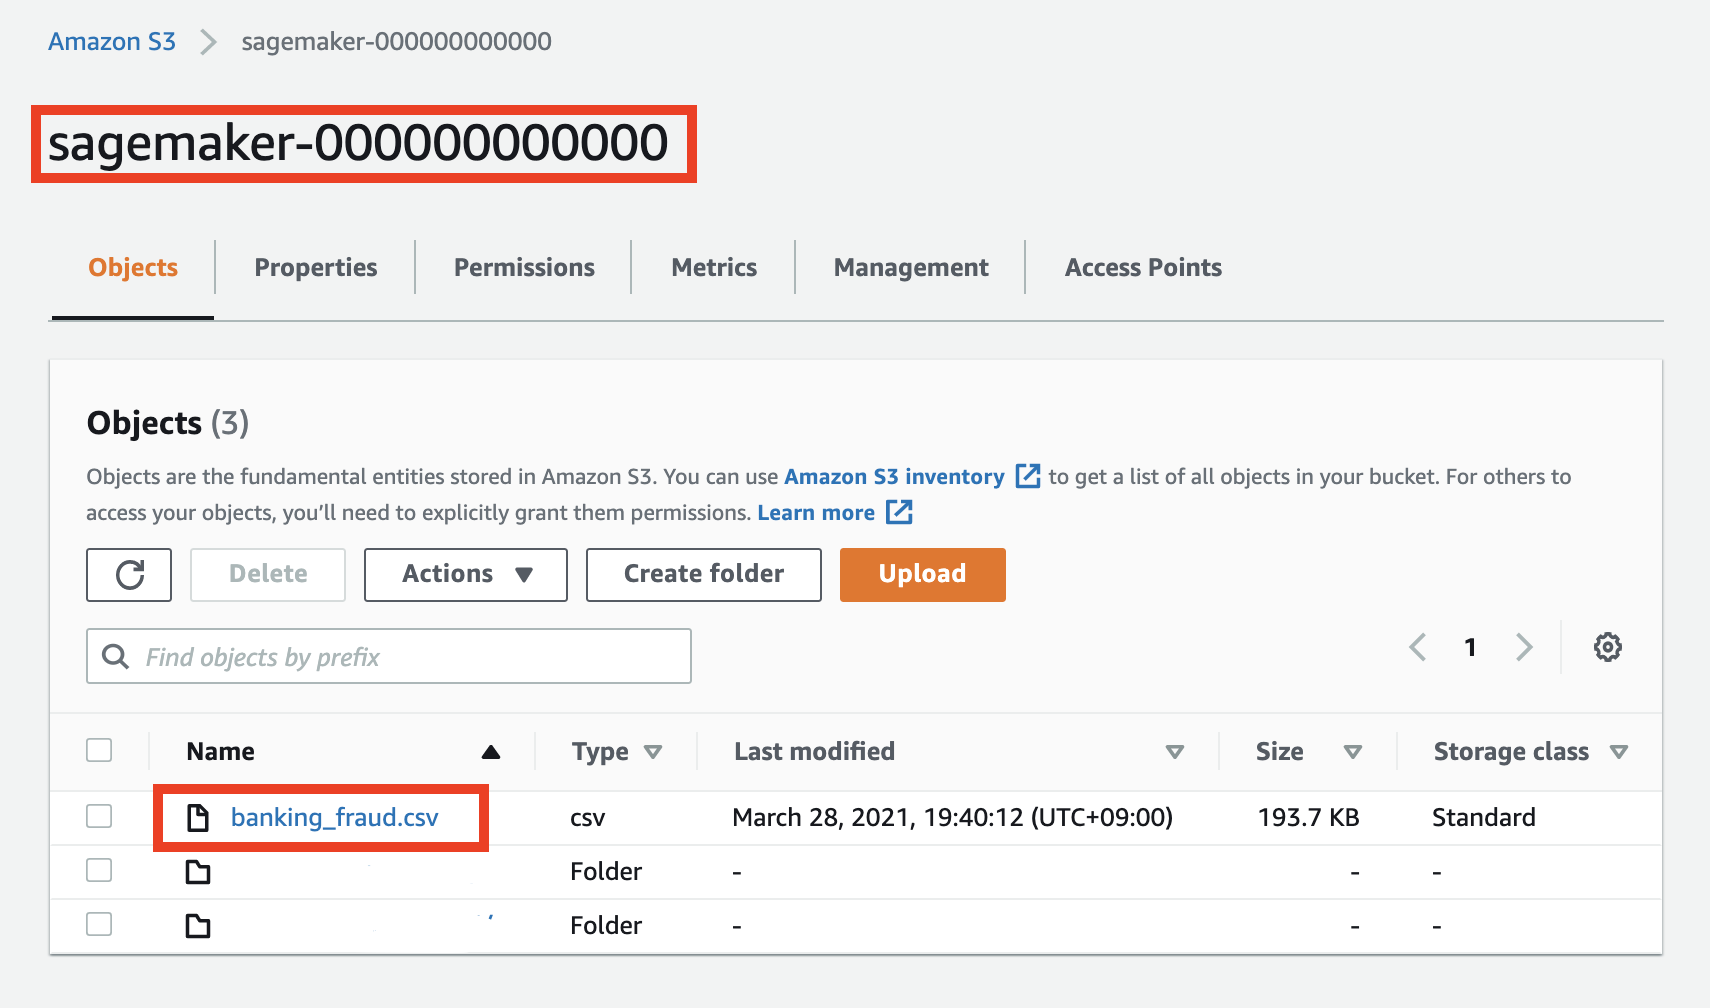 Amazon S3 > sagemaker-000000000000
sagemaker-000000000000
Objects Properties Permissions Metrics Management Access Points
Objects (3)
Objects are the fundamental entities stored in Amazon S3. You can use Amazon S3 inventory to get a list of all objects in your bucket. For others to
access your objects, you’ll need to explicitly grant them permissions. Learn more
Delete Actions Create folder Upload
Find objects by prefix 1
Name Type Last modified Size Storage class
banking_fraud.csv csv March 28, 2021, 19:40:12 (UTC+09:00) 193.7 KB Standard
Folder - - -
Folder - - -